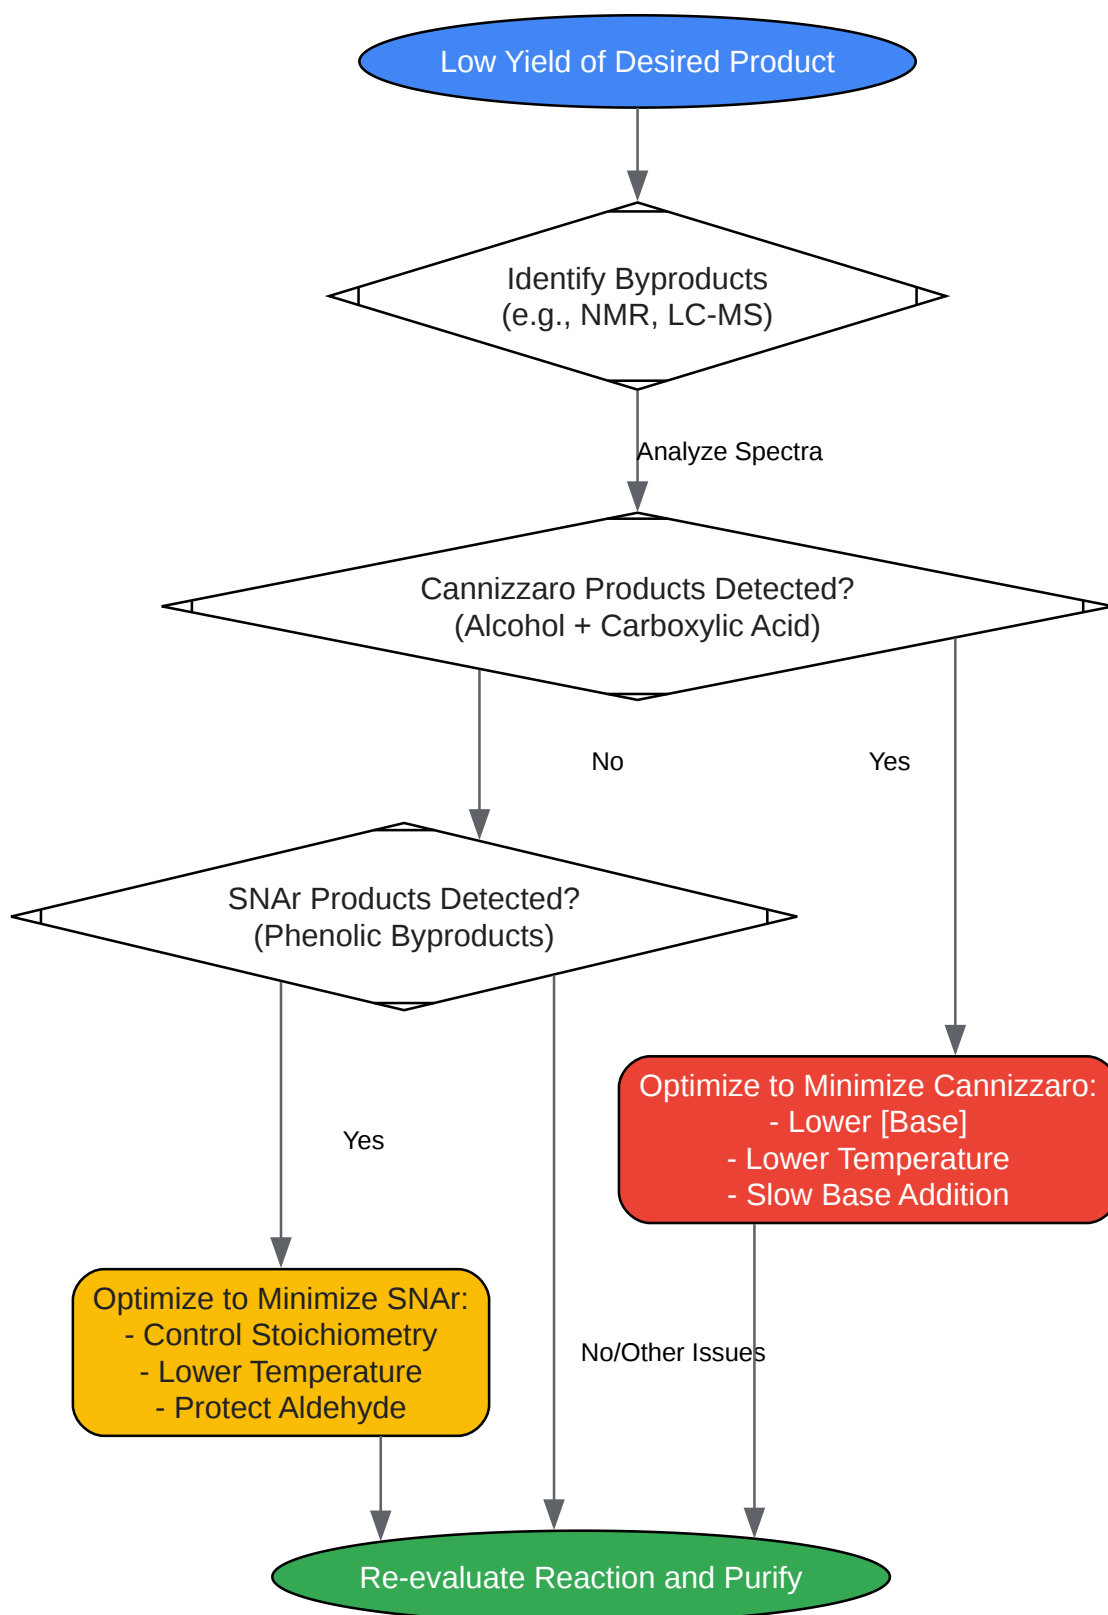 Low Yield of Desired Product
Identify Byproducts
(e.g., NMR, LC-MS)
Analyze Spectra
Cannizzaro Products Detected?
(Alcohol + Carboxylic Acid)
No
Yes
SNAr Products Detected?
(Phenolic Byproducts)
Optimize to Minimize Cannizzaro:
- Lower [Base]
- Lower Temperature
- Slow Base Addition
Yes
Optimize to Minimize SNAr:
- Control Stoichiometry
- Lower Temperature
- Protect Aldehyde
No/Other Issues
Re-evaluate Reaction and Purify